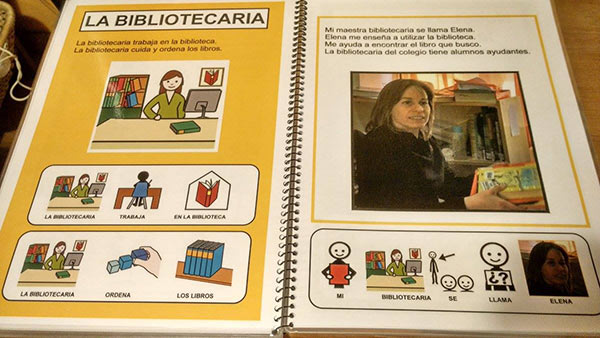 LA BIBLIOTECARIA
La bibliotecaria trabaja en la biblioteca.
La bibliotecaria cuida y ordena los libros.
LA BIBLIOTECARIA TRABAJA EN LA BIBLIOTECA
LA BIBLIOTECARIA ORDENA LOS LIBROS
Mi maestra bibliotecaria se llama Elena.
Elena me enseña a utilizar la biblioteca.
Me ayuda a encontrar el libro que busco.
La bibliotecaria del colegio tiene alumnos ayudantes.
¿?
MI BIBLIOTECARIA SE LLAMA ELENA